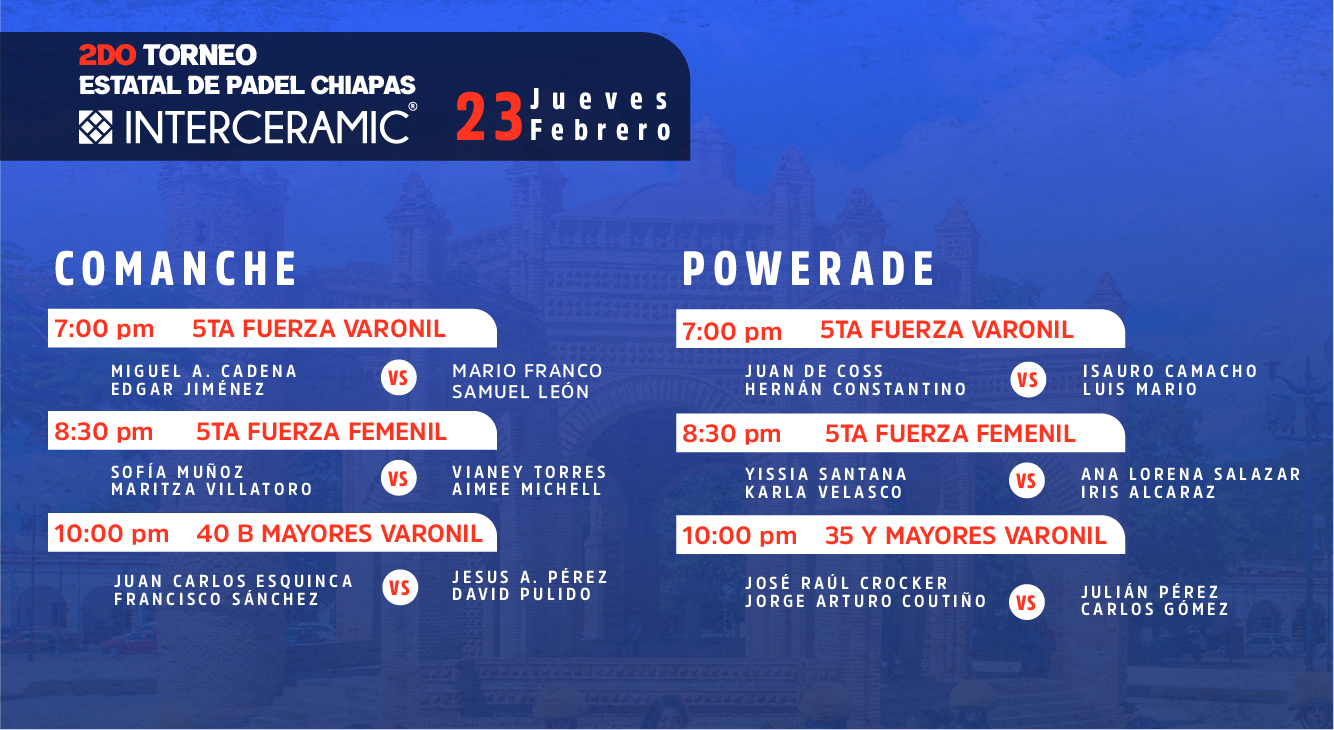 2DO TORNEO
ESTATAL DE PADEL CHIAPAS
INTERCERAMIC®
23 Jueves
Febrero
COMANCHE
7:00 pm 5TA FUERZA VARONIL
MIGUEL A. CADENA
EDGAR JIMÉNEZ
VS
MARIO FRANCO
SAMUEL LEÓN
8:30 pm 5TA FUERZA FEMENIL
SOFÍA MUÑOZ
MARITZA VILLATORO
VS
VIANEY TORRES
AIMEE MICHELL
10:00 pm 40 B MAYORES VARONIL
JUAN CARLOS ESQUINCA
FRANCISCO SÁNCHEZ
VS
JESUS A. PÉREZ
DAVID PULIDO
POWERADE
7:00 pm 5TA FUERZA VARONIL
JUAN DE COSS
HERNÁN CONSTANTINO
VS
ISAURO CAMACHO
LUIS MARIO
8:30 pm 5TA FUERZA FEMENIL
YISSIA SANTANA
KARLA VELASCO
VS
ANA LORENA SALAZAR
IRIS ALCARAZ
10:00 pm 35 Y MAYORES VARONIL
JOSÉ RAÚL CROCKER
JORGE ARTURO COUTIÑO
VS
JULIÁN PÉREZ
CARLOS GÓMEZ